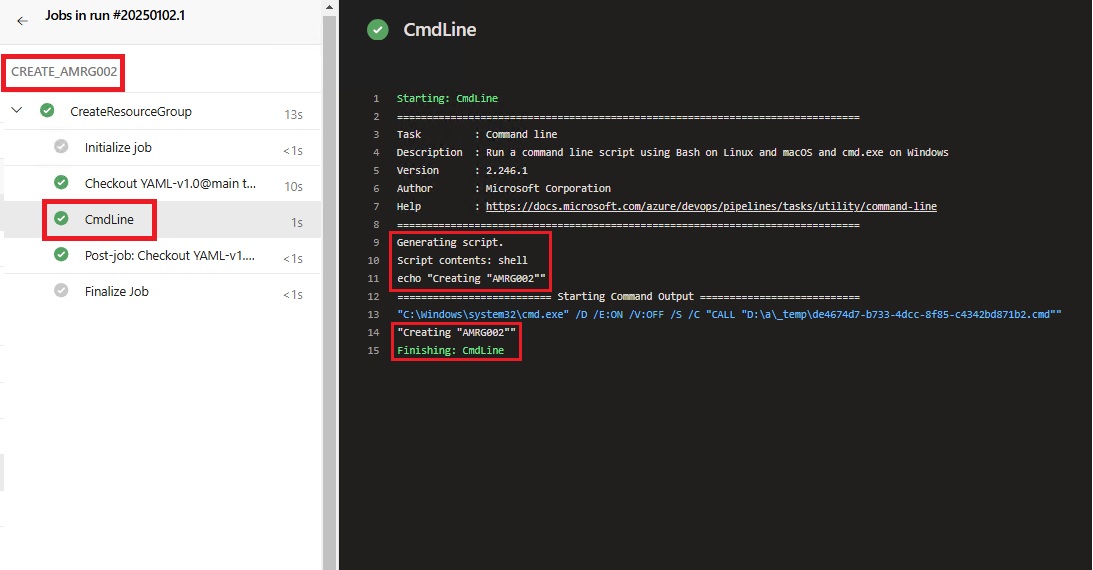 Jobs in run #20250102.1
CREATE_AMRG002
CreateResourceGroup 13s
Initialize job <1s
Checkout YAML-v1.0@main t... 10s
CmdLine 1s
Post-job: Checkout YAML-v1.... <1s
Finalize Job <1s
CmdLine
1 Starting: CmdLine
2 ==============================================================================
3 Task : Command line
4 Description : Run a command line script using Bash on Linux and macOS and cmd.exe on Windows
5 Version : 2.246.1
6 Author : Microsoft Corporation
7 Help : https://docs.microsoft.com/azure/devops/pipelines/tasks/utility/command-line
8 ==============================================================================
9 Generating script.
10 Script contents: shell
11 echo "Creating "AMRG002""
12 ========================== Starting Command Output ===========================
13 "C:\Windows\system32\cmd.exe" /D /E:ON /V:OFF /S /C "CALL "D:\a\_temp\de4674d7-b733-4dcc-8f85-c4342bd871b2.cmd""
14 "Creating "AMRG002""
15 Finishing: CmdLine